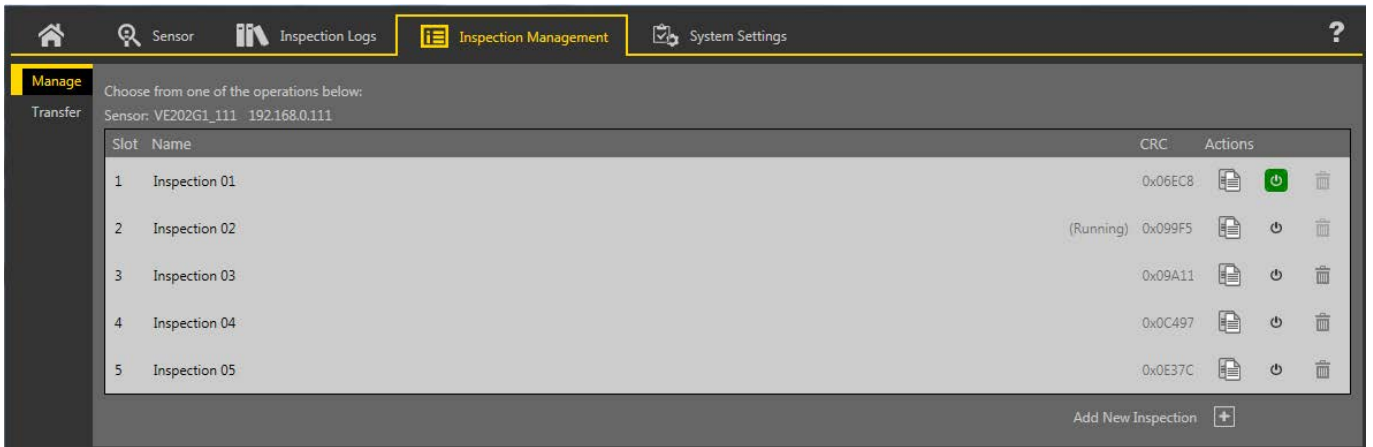 Sensor Inspection Logs Inspection Management System Settings ?
Manage
Transfer
Choose from one of the operations below:
Sensor: VE202G1_111 192.168.0.111
Slot Name CRC Actions
1 Inspection 01 0x06EC8
2 Inspection 02 (Running) 0x099F5
3 Inspection 03 0x09A11
4 Inspection 04 0x0C497
5 Inspection 05 0x0E37C
Add New Inspection +